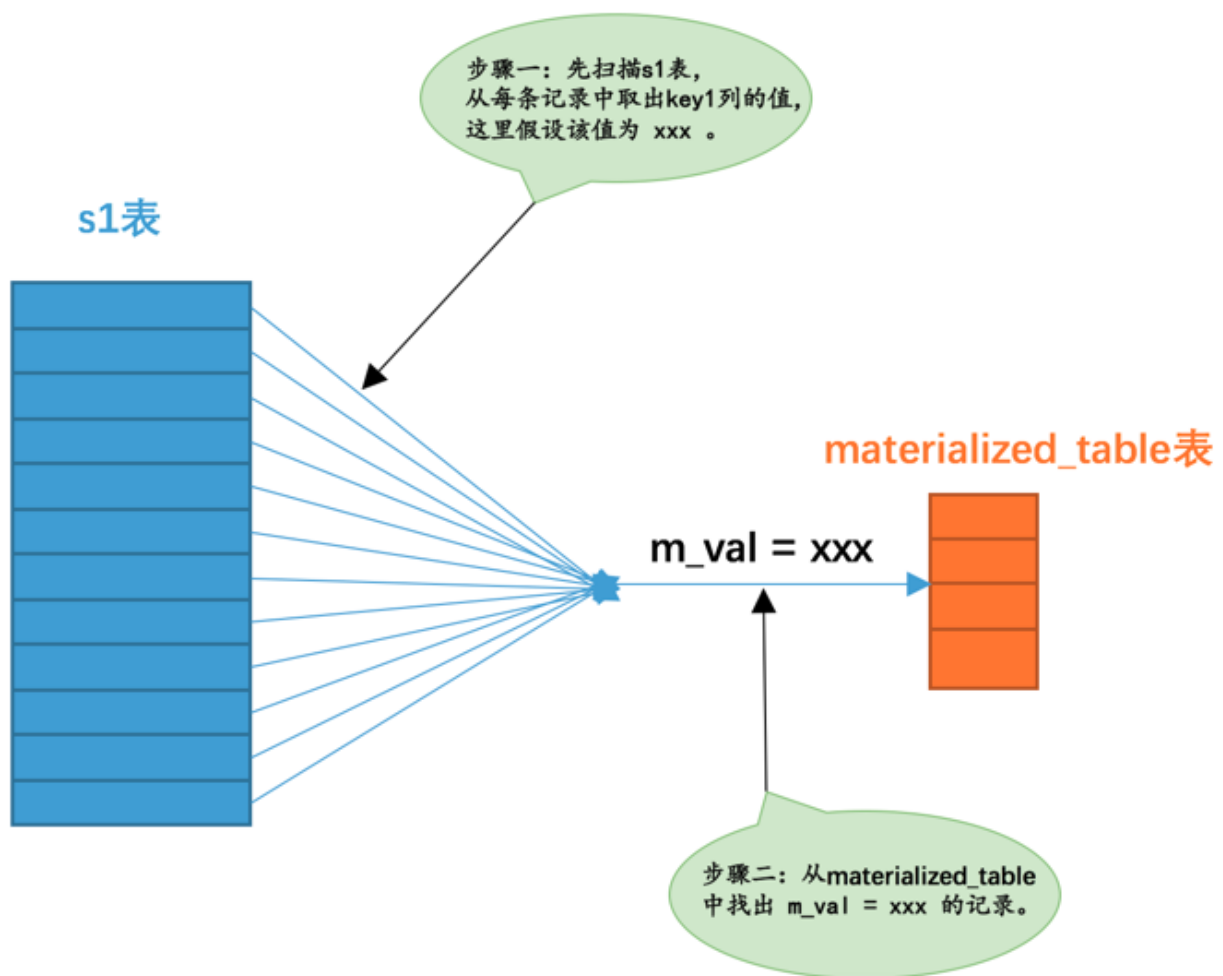 步骤一：先扫描s1表，
从每条记录中取出key1列的值，
这里假设该值为 xxx 。
s1表
materialized_table表
m_val = xxx
步骤二：从materialized_table
中找出 m_val = xxx 的记录。